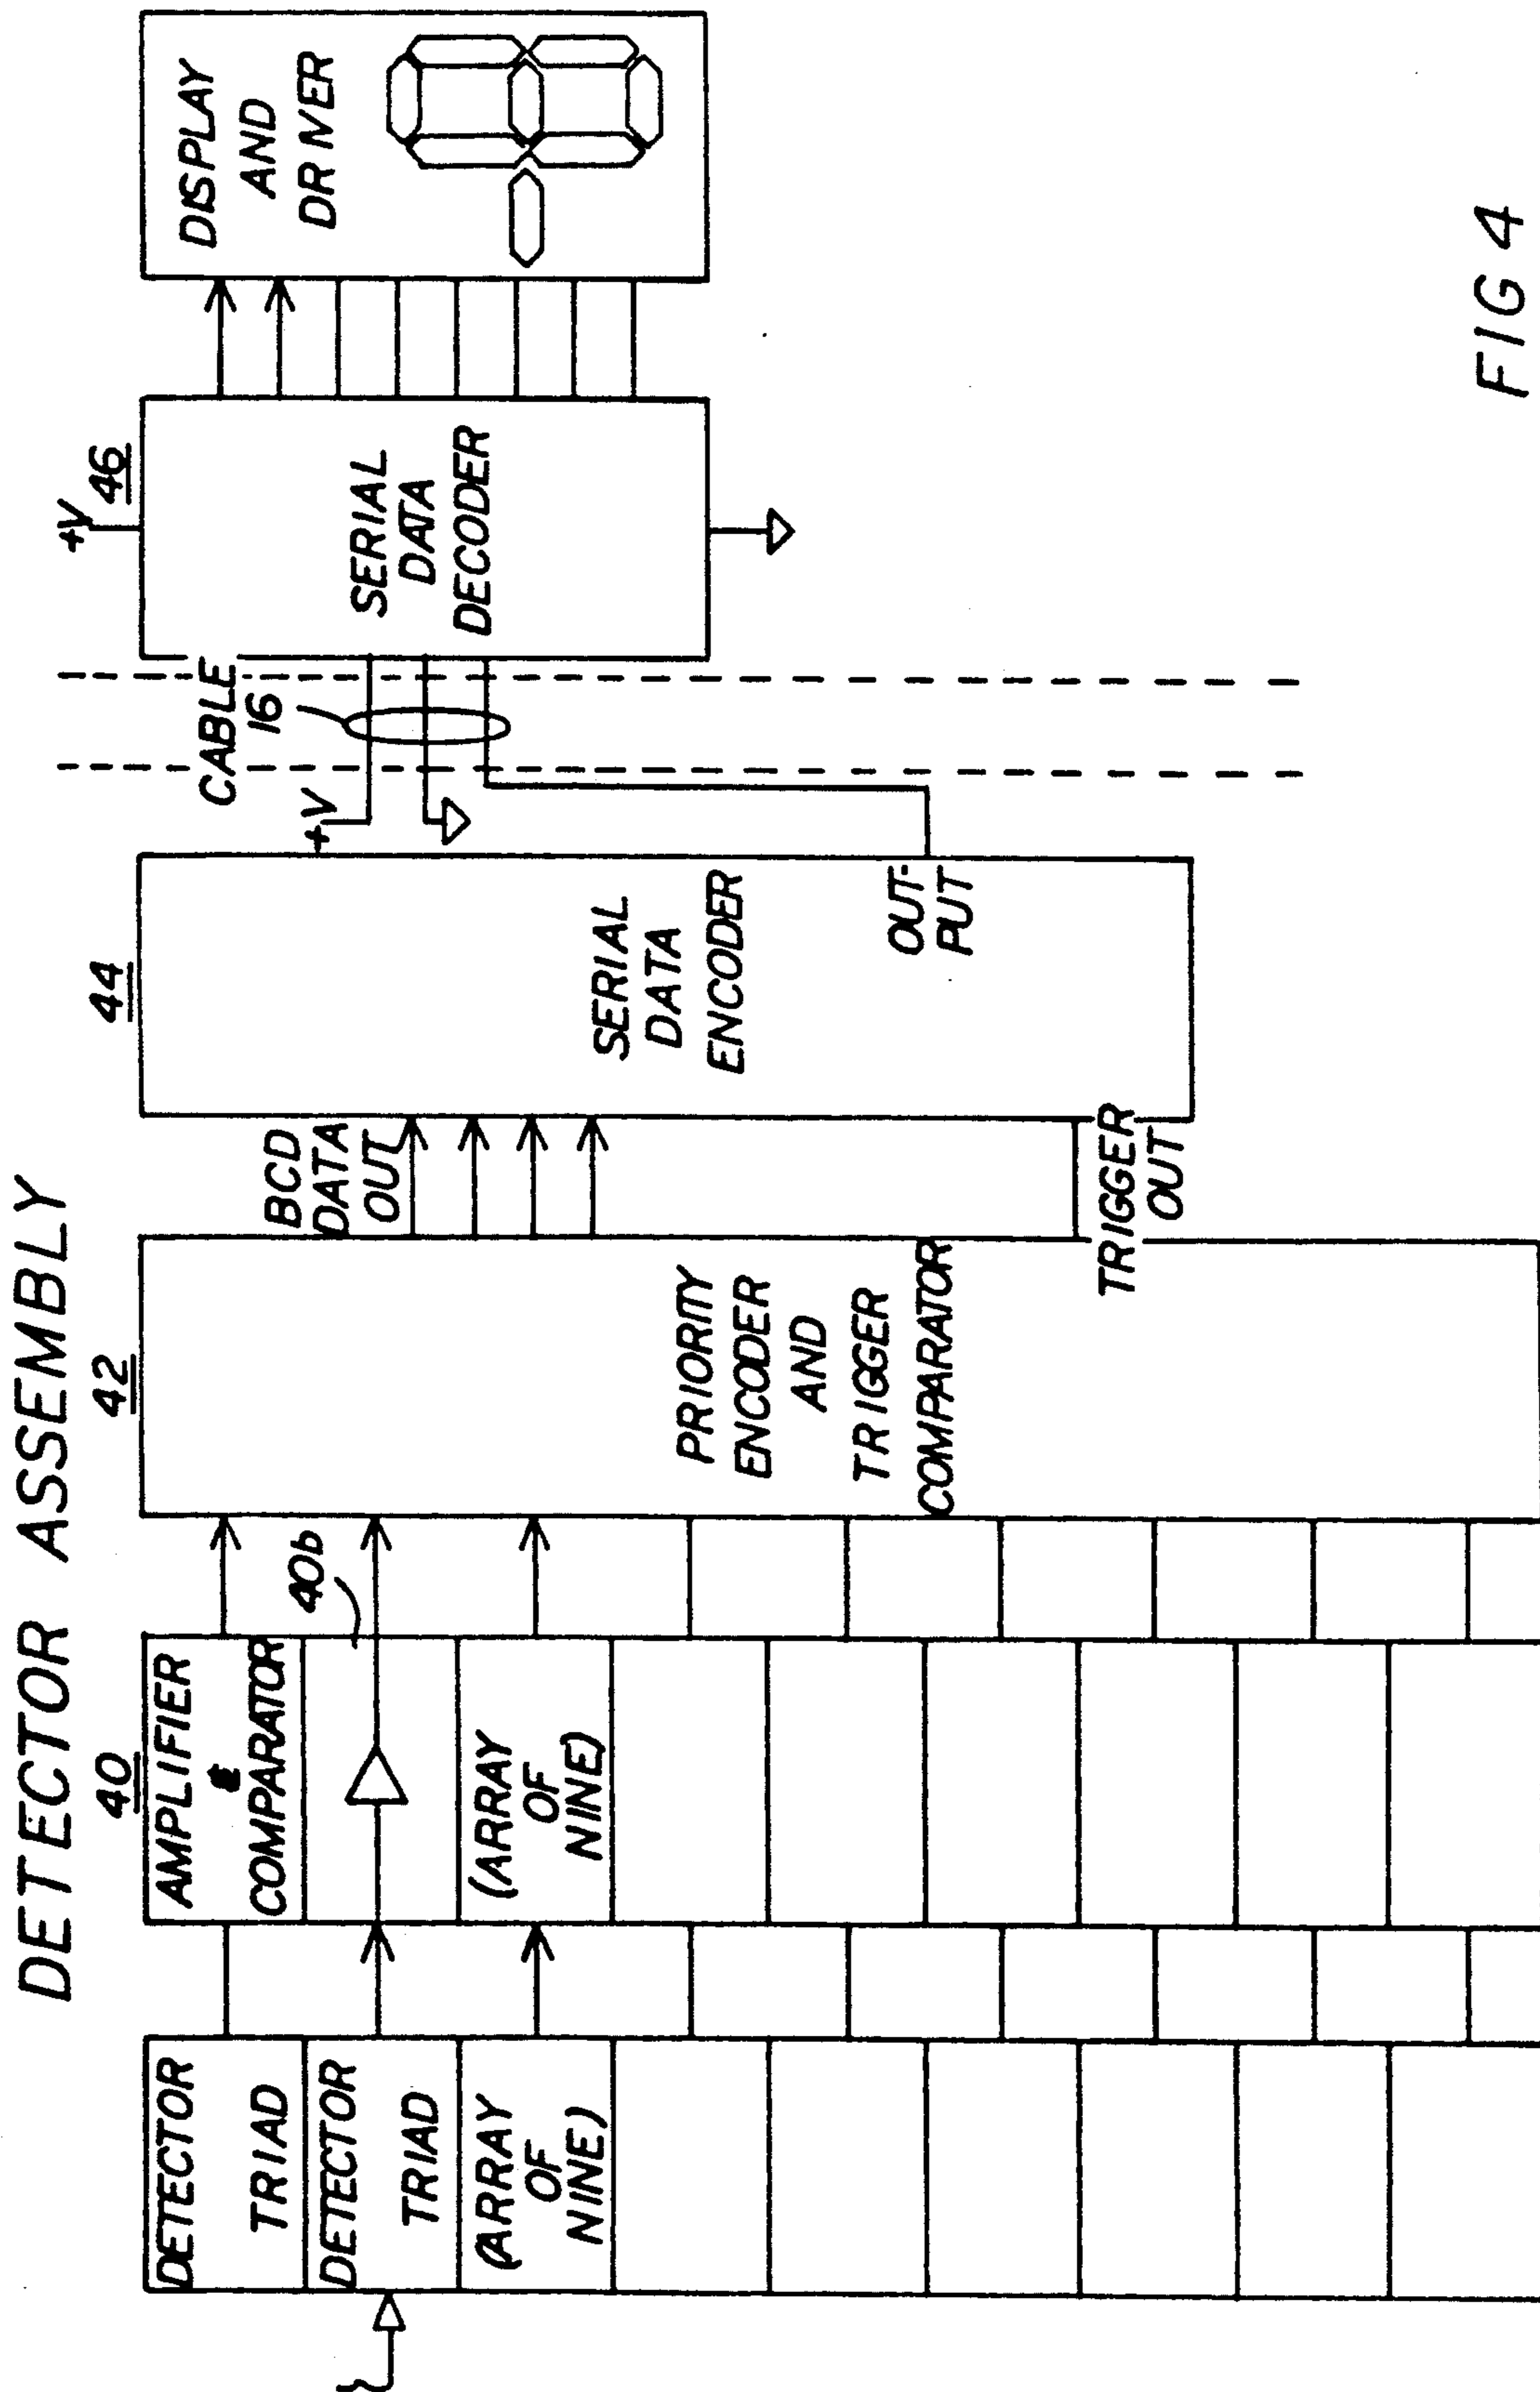 DETECTOR ASSEMBLY
40
42
44
+V
46
DETECTOR
TRIAD
DETECTOR
TRIAD
(ARRAY
OF
NINE)
AMPLIFIER
&
COMPARATOR
40b
(ARRAY
OF
NINE)
PRIORITY
ENCODER
AND
TRIGGER
COMPARATOR
BCD
DATA
OUT
TRIGGER
OUT
SERIAL
DATA
ENCODER
OUT-
PUT
+V
CABLE
16
SERIAL
DATA
DECODER
DISPLAY
AND
DRIVER
FIG 4